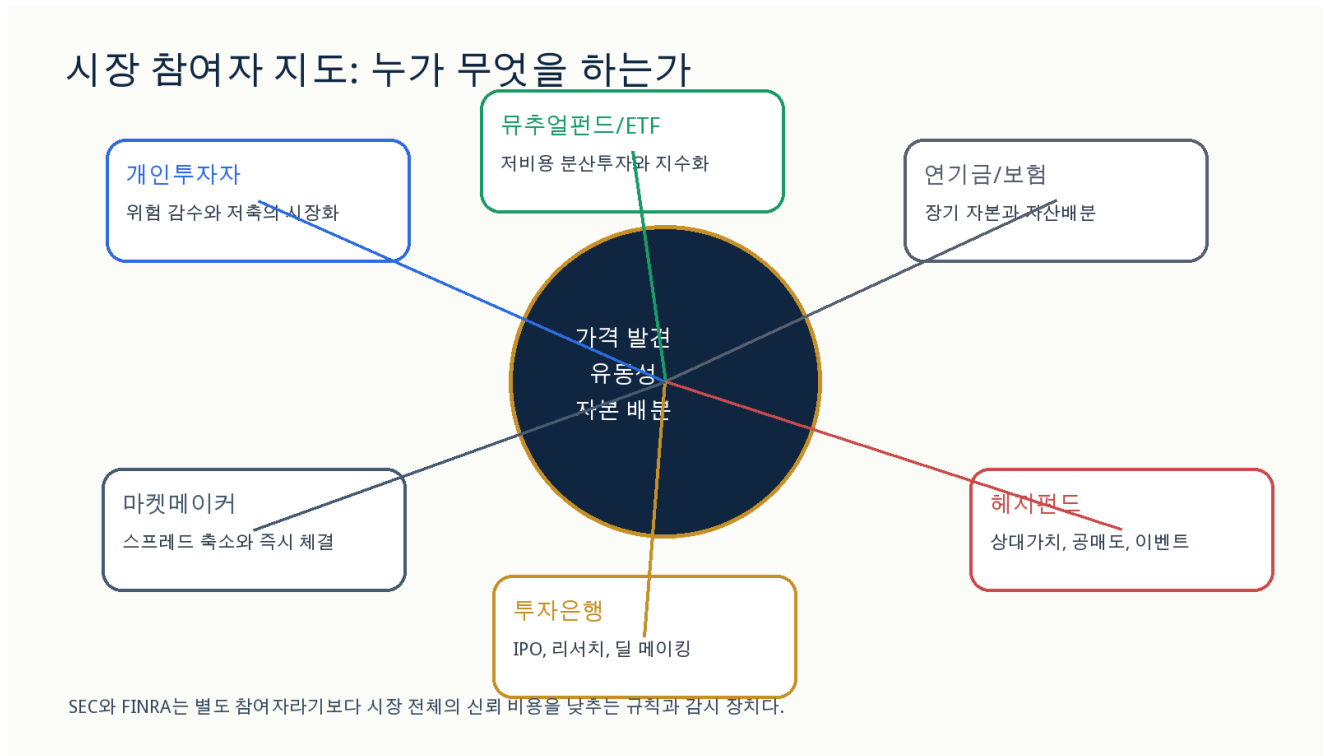 시장 참여자 지도: 누가 무엇을 하는가
뮤추얼펀드/ETF
저비용 분산투자와 지수화
개인투자자
위험 감수와 저축의 시장화
연기금/보험
장기 자본과 자산배분
가격 발견
유동성
자본 배분
마켓메이커
스프레드 축소와 즉시 체결
헤지펀드
상대가치, 공매도, 이벤트
투자은행
IPO, 리서치, 딜 메이킹
SEC와 FINRA는 별도 참여자라기보다 시장 전체의 신뢰 비용을 낮추는 규칙과 감시 장치다.